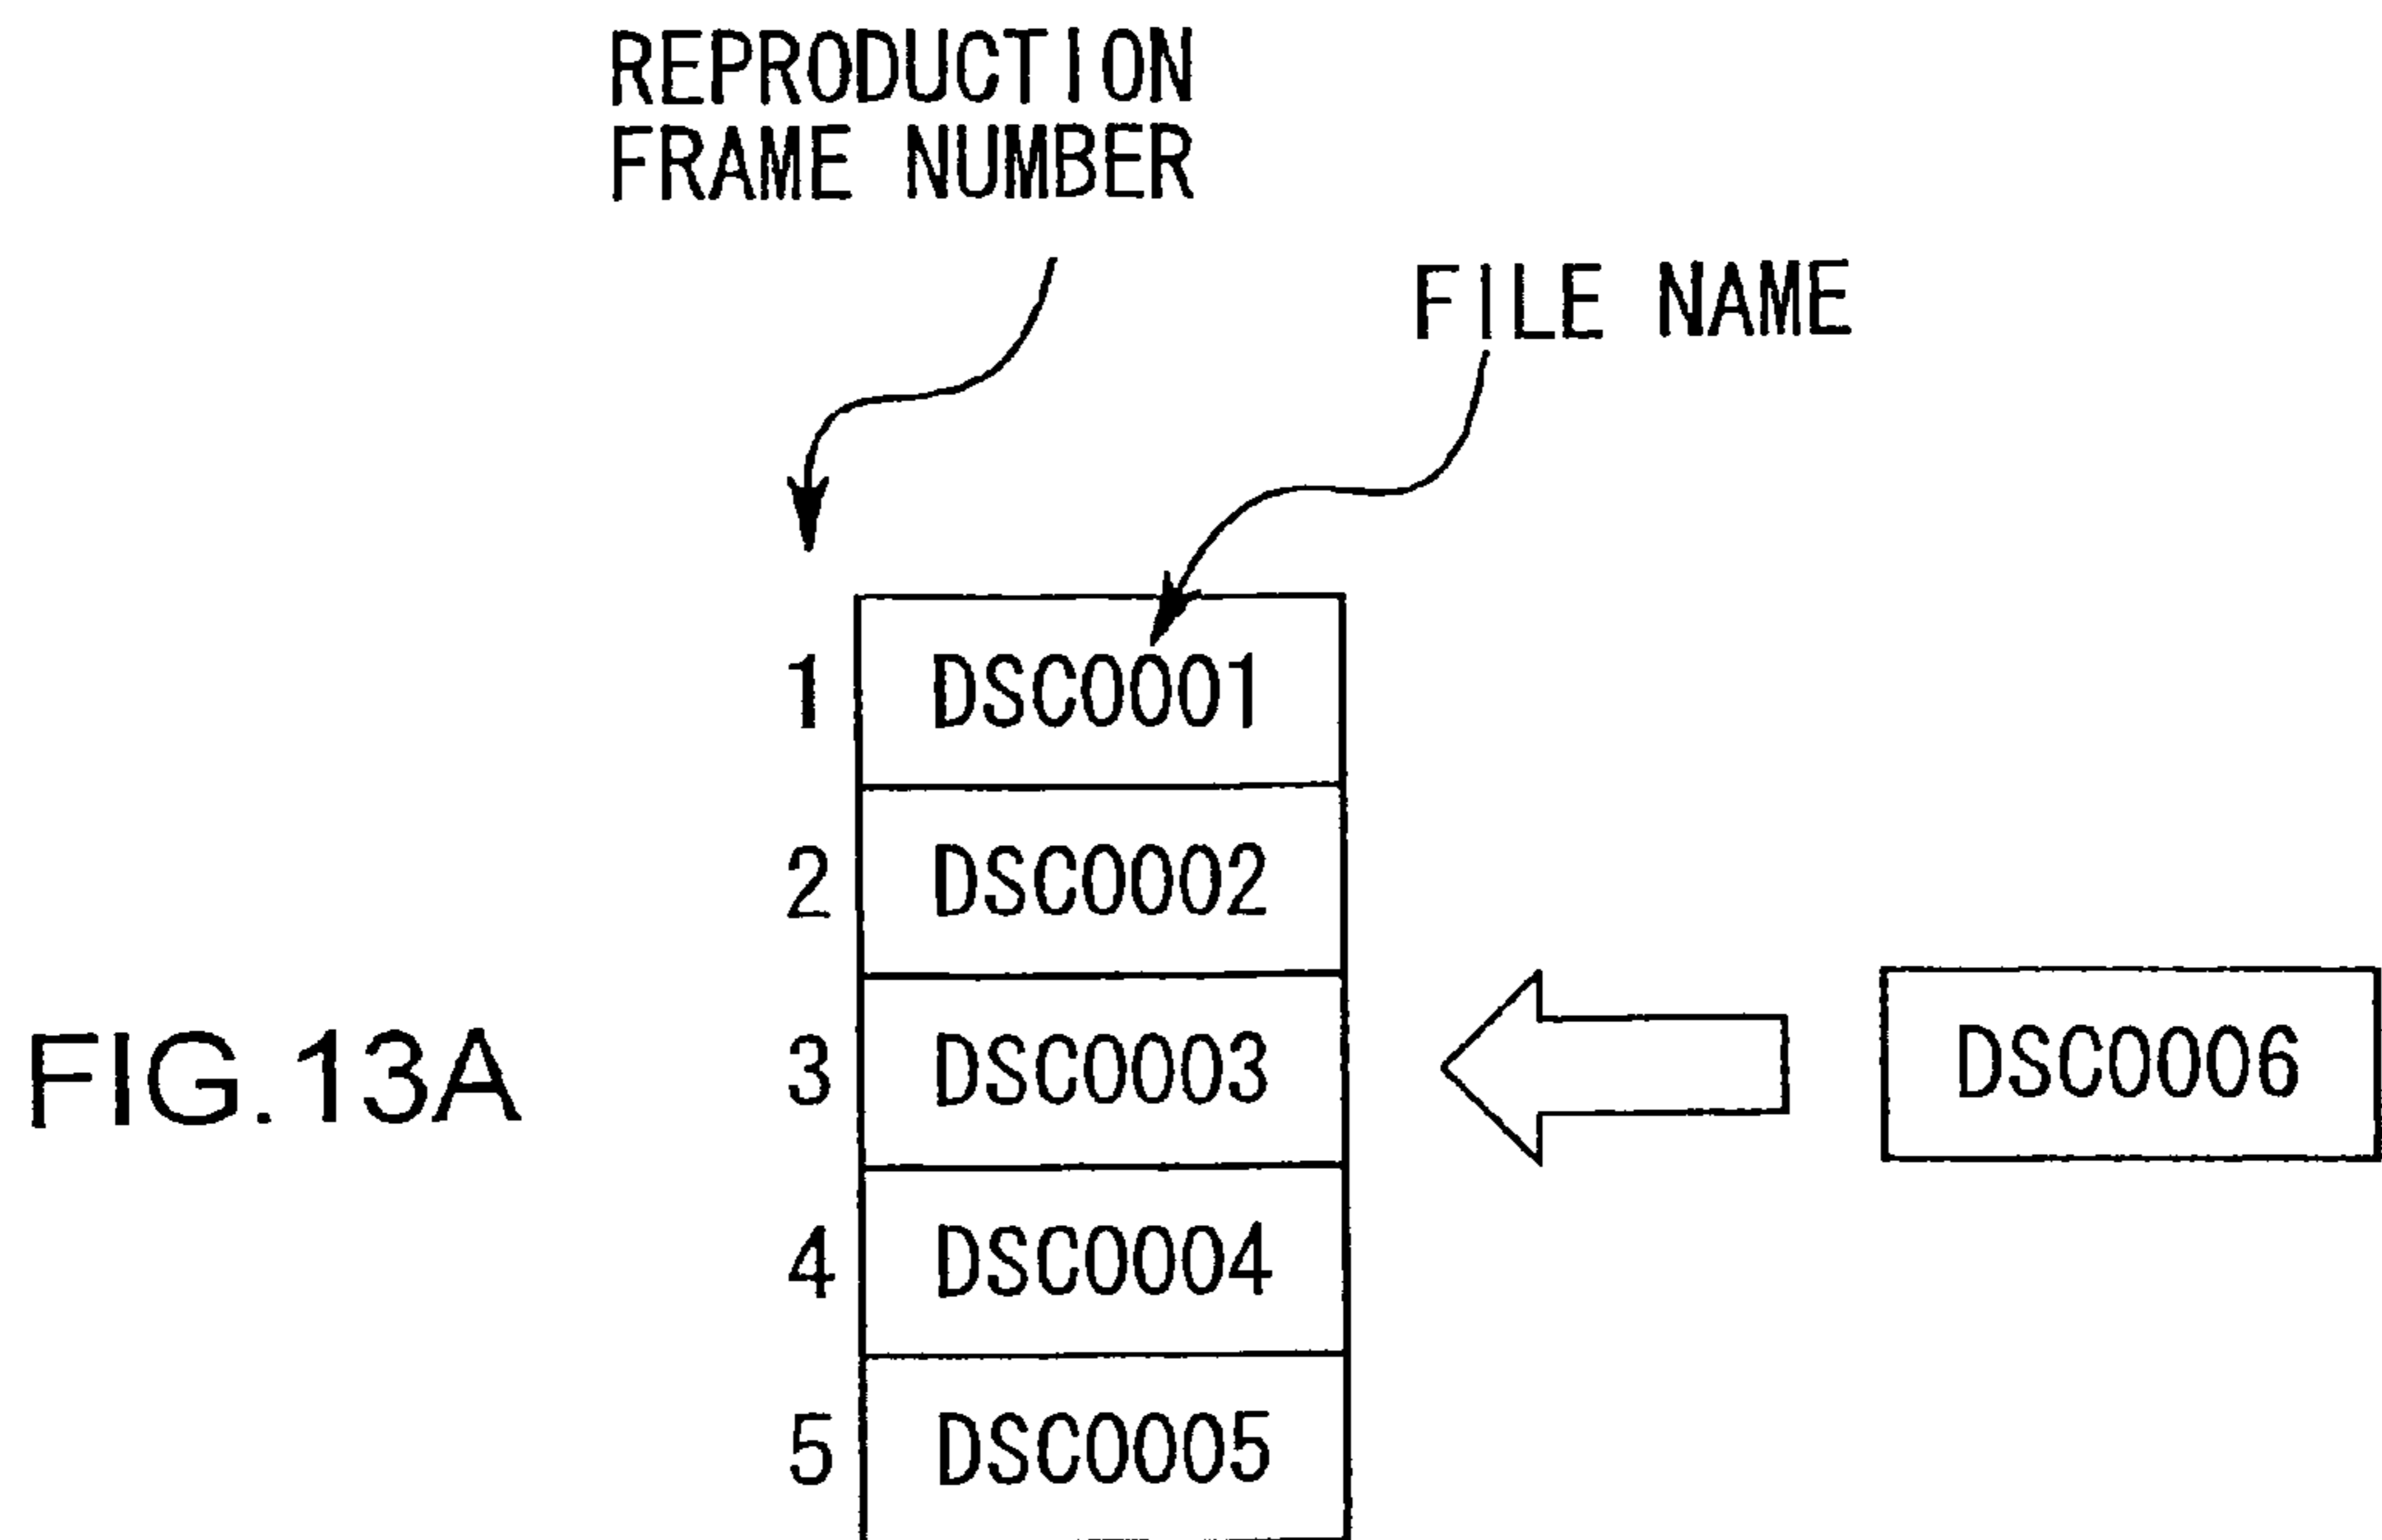 REPRODUCTION
FRAME NUMBER
FILE NAME
1 DSC0001
2 DSC0002
3 DSC0003
DSC0006
FIG.13A
4 DSC0004
5 DSC0005